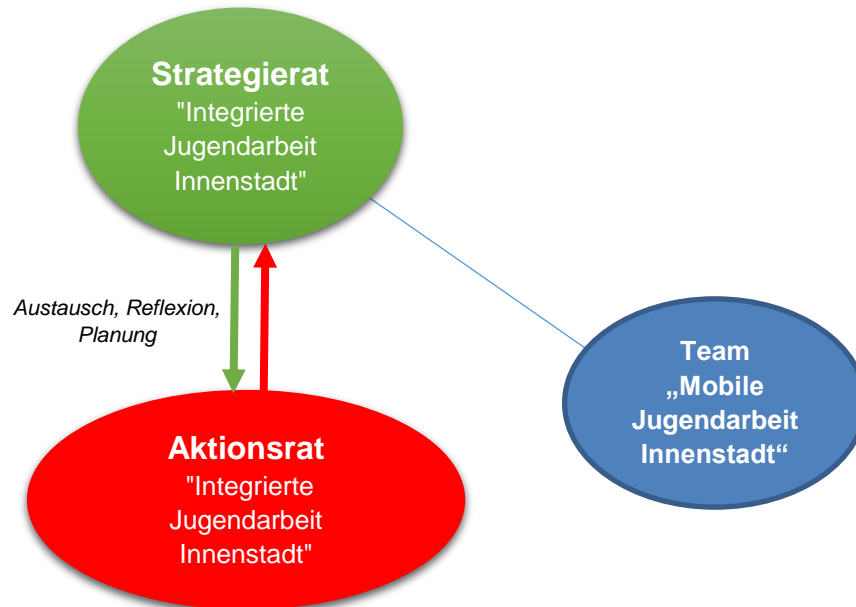 Strategierat
"Integrierte
Jugendarbeit
Innenstadt"
Austausch, Reflexion,
Planung
Team
„Mobile
Jugendarbeit
Innenstadt“
Aktionsrat
"Integrierte
Jugendarbeit
Innenstadt"